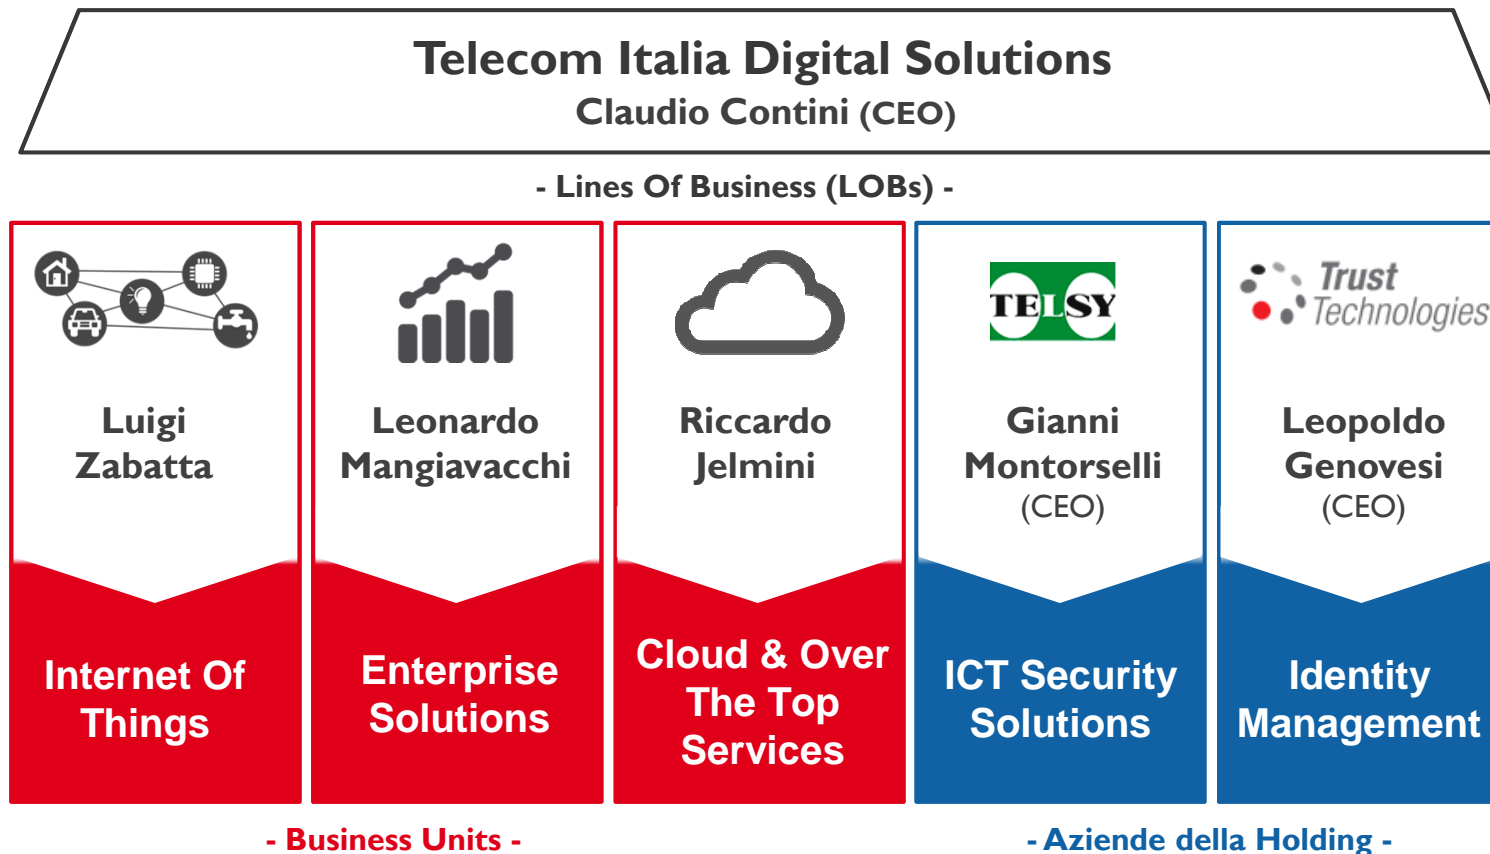 Telecom Italia Digital Solutions
Claudio Contini (CEO)
- Lines Of Business (LOBs) -
TELSY
Trust
Technologies
Luigi
Zabatta
Leonardo
Mangiavacchi
Riccardo
Jelmini
Gianni
Montorselli
(CEO)
Leopoldo
Genovesi
(CEO)
Internet Of
Things
Enterprise
Solutions
Cloud & Over
The Top
Services
ICT Security
Solutions
Identity
Management
- Business Units -
- Aziende della Holding -